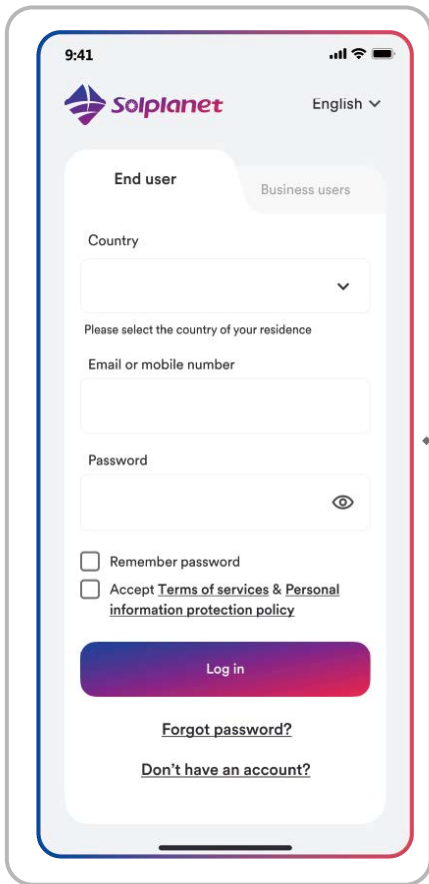 9:41
Solplanet
English
End user
Business users
Country
Please select the country of your residence
Email or mobile number
Password
Remember password
Accept Terms of services & Personal
information protection policy
Log in
Forgot password?
Don't have an account?